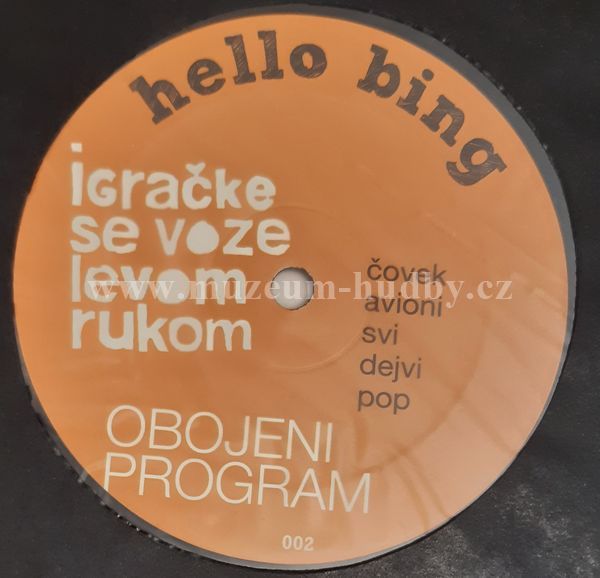 hello bing
igračke
se voze
levom
rukom
www.muzeum-hudby.cz
čovek
avioni
svi
dejvi
pop
OBOJENI
PROGRAM
002